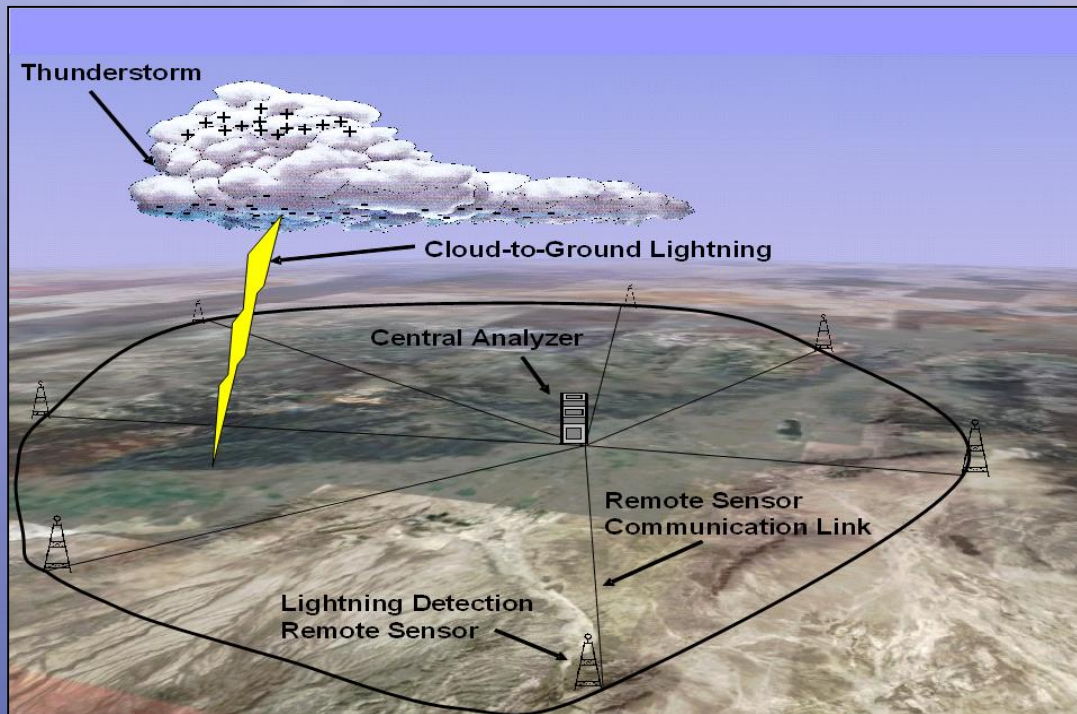 Thunderstorm
Cloud-to-Ground Lightning
Central Analyzer
Remote Sensor
Communication Link
Lightning Detection
Remote Sensor